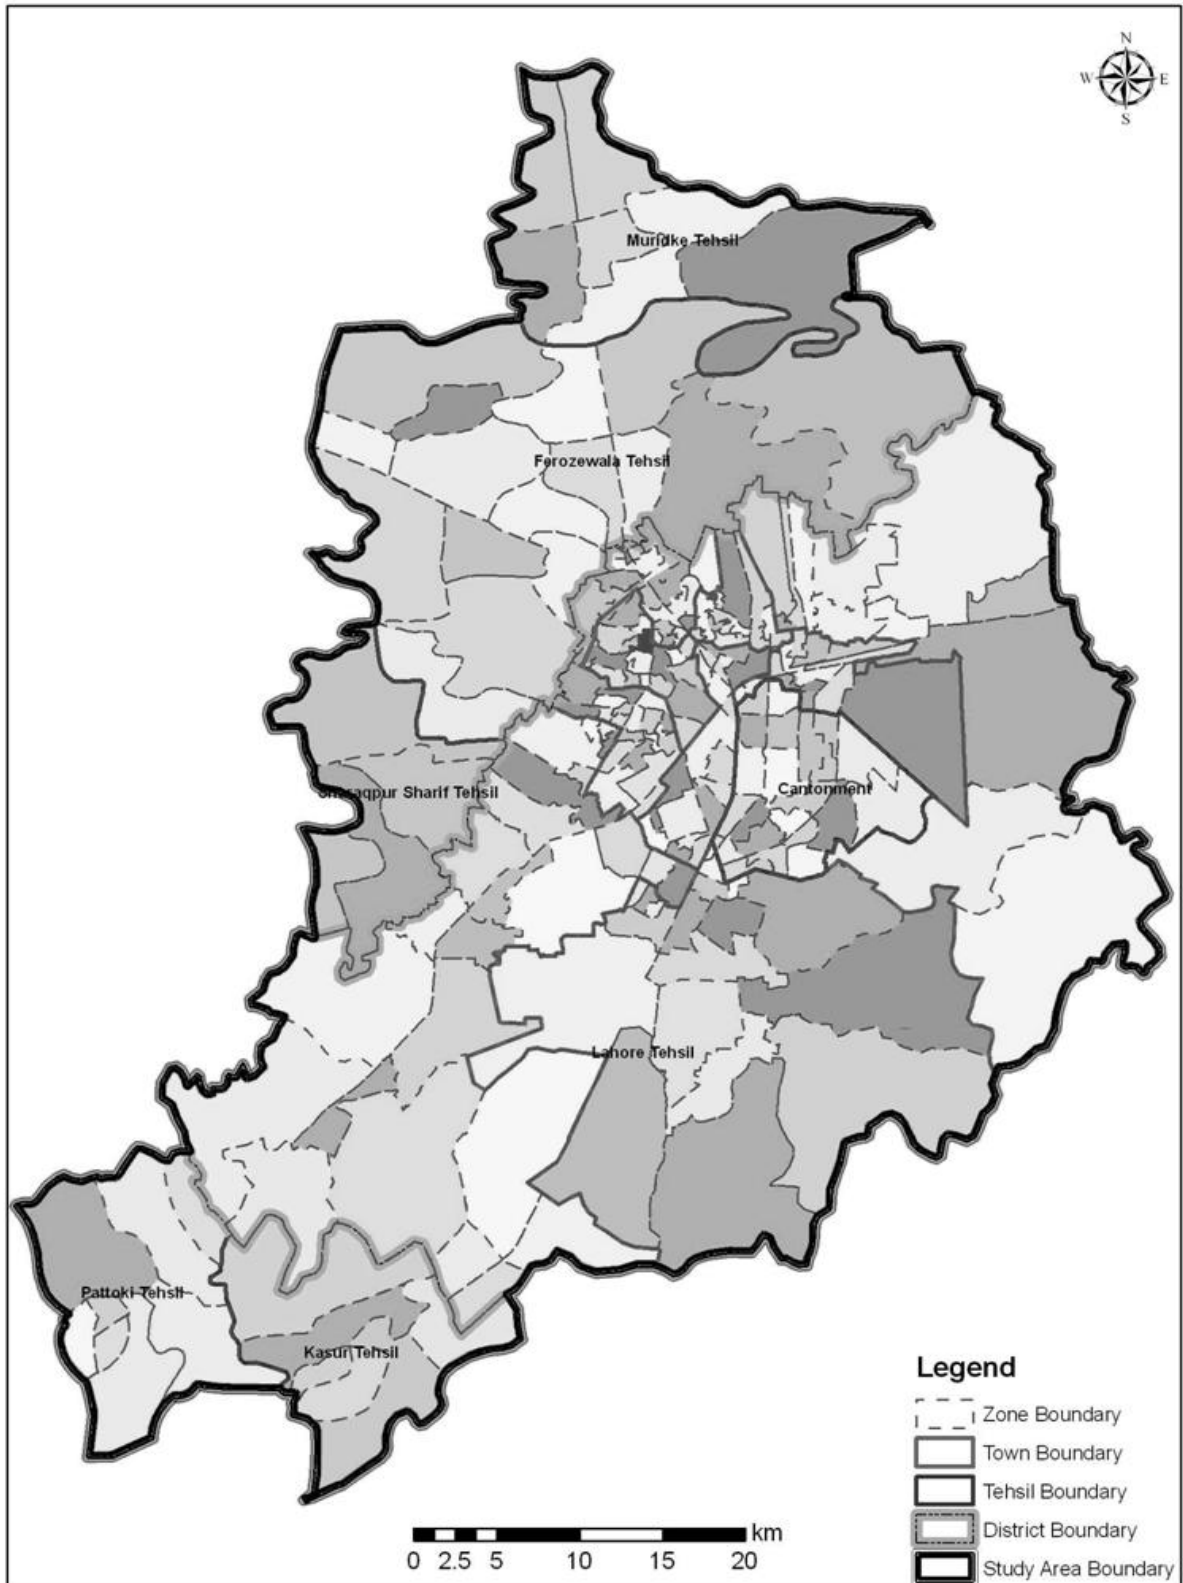 N
W E
S
Muridke Tehsil
Ferozewala Tehsil
Sharaqpur Sharif Tehsil
Cantonment
Lahore Tehsil
Pattoki Tehsil
Kasur Tehsil
Legend
Zone Boundary
Town Boundary
Tehsil Boundary
District Boundary
Study Area Boundary
km
0 2.5 5 10 15 20